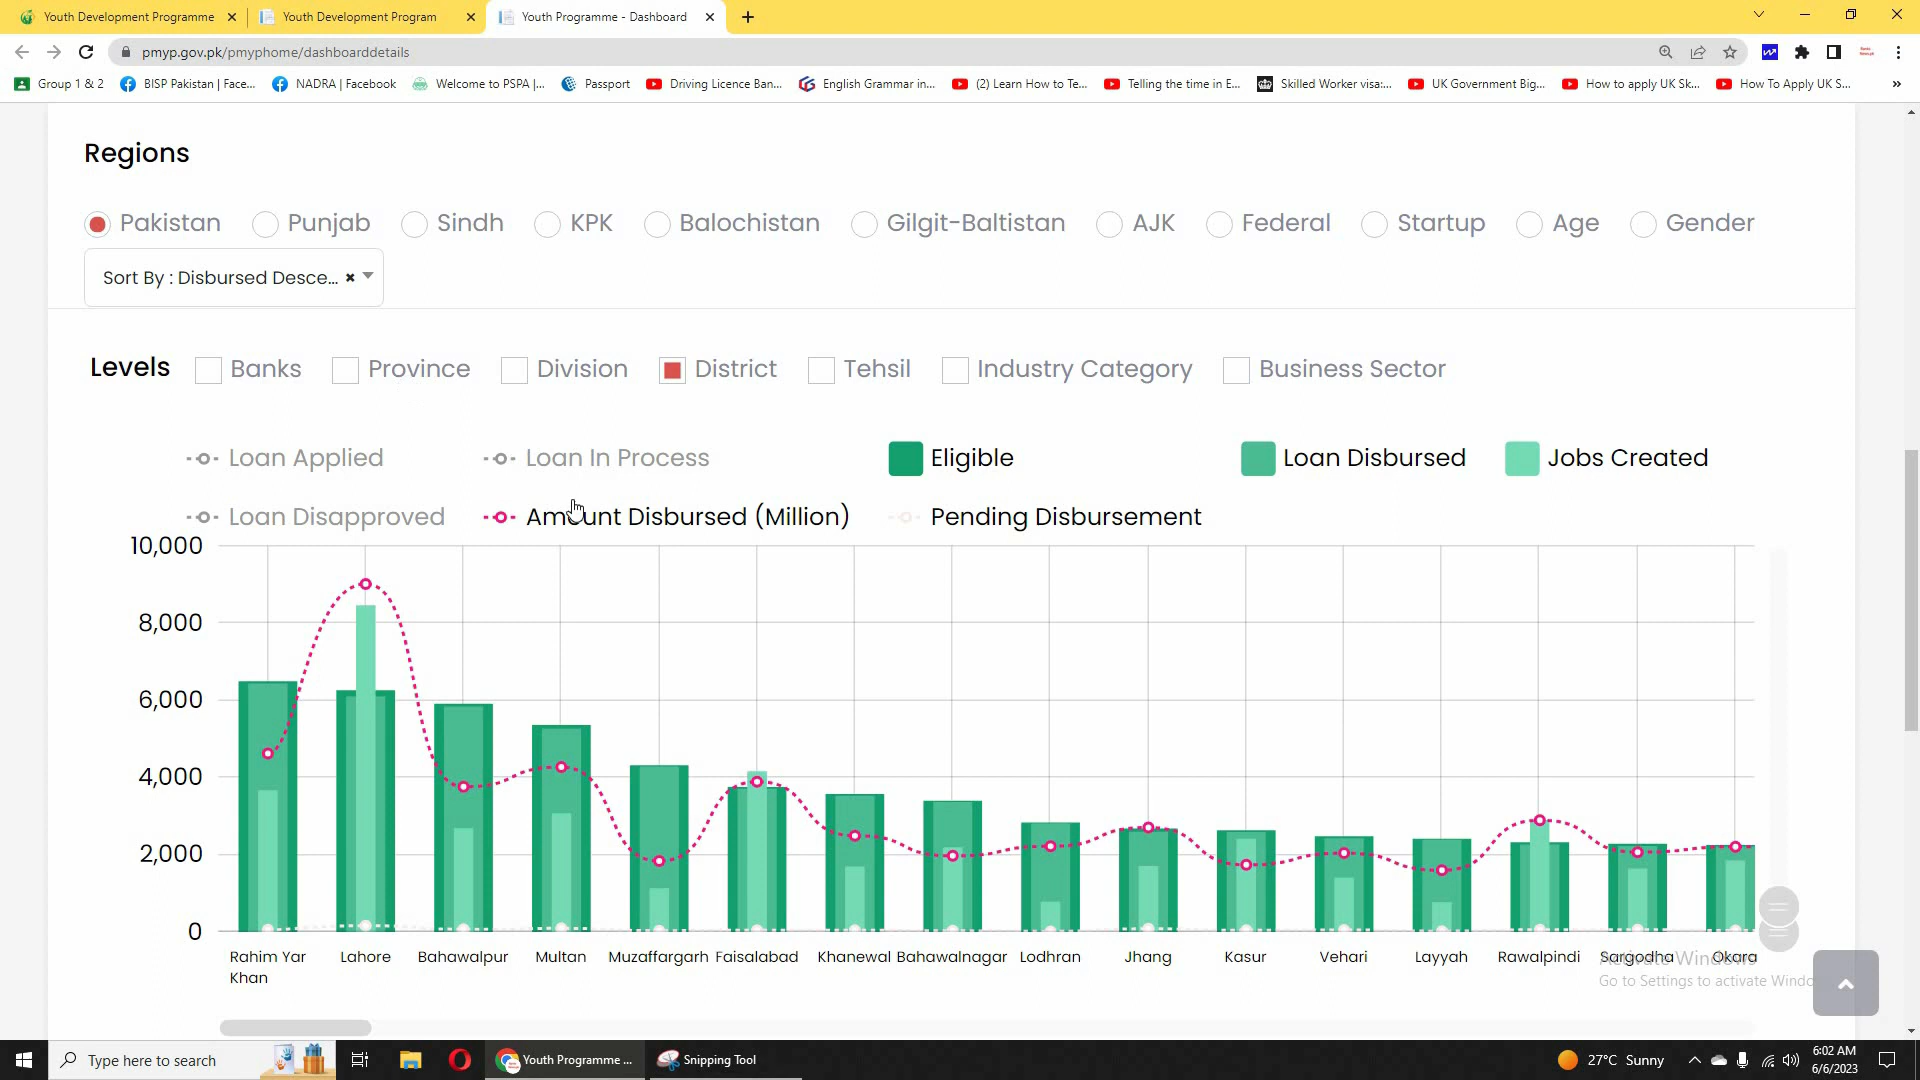 Youth Development Programme
Youth Development Program
Youth Programme - Dashboard
pmyp.gov.pk/pmyphome/dashboarddetails
Group 1 & 2
BISP Pakistan | Face...
NADRA | Facebook
Welcome to PSPA |...
Passport
Driving Licence Ban...
English Grammar in...
(2) Learn How to Te...
Telling the time in E...
Skilled Worker visa:...
UK Government Big...
How to apply UK Sk...
How To Apply UK S...
Regions
Pakistan Punjab Sindh KPK Balochistan Gilgit-Baltistan AJK Federal Startup Age Gender
Sort By : Disbursed Desce...
Levels Banks Province Division District Tehsil Industry Category Business Sector
Loan Applied Loan In Process Eligible Loan Disbursed Jobs Created
Loan Disapproved Amount Disbursed (Million) Pending Disbursement
10,000
8,000
6,000
4,000
2,000
0
Rahim Yar
Khan
Lahore
Bahawalpur
Multan
Muzaffargarh
Faisalabad
Khanewal
Bahawalnagar
Lodhran
Jhang
Kasur
Vehari
Layyah
Rawalpindi
Sargodha
Okara
Activate Windows
Go to Settings to activate Windo
Type here to search
Youth Programme ...
Snipping Tool
27°C Sunny
6:02 AM
6/6/2023